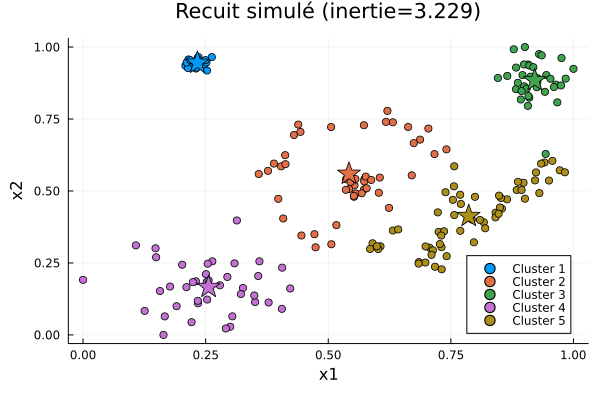 Recuit simulé (inertie=3.229)
x2
1.00
0.75
0.50
0.25
0.00
0.00 0.25 0.50 0.75 1.00
x1
Cluster 1
Cluster 2
Cluster 3
Cluster 4
Cluster 5